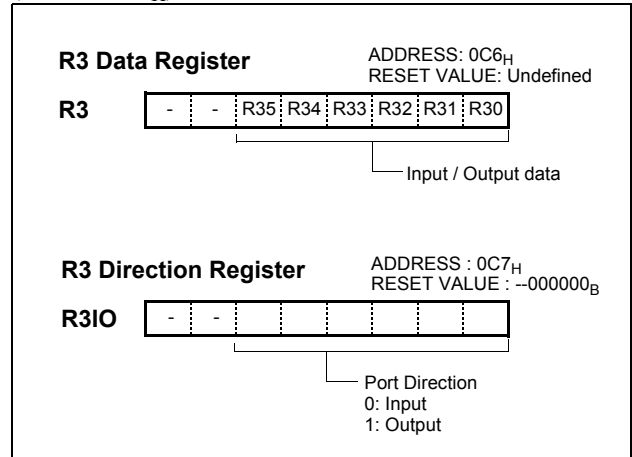 R3 Data Register
ADDRESS: 0C6H
RESET VALUE: Undefined
R3 - - R35 R34 R33 R32 R31 R30
Input / Output data
R3 Direction Register
ADDRESS : 0C7H
RESET VALUE : --000000B
R3IO - -
Port Direction
0: Input
1: Output